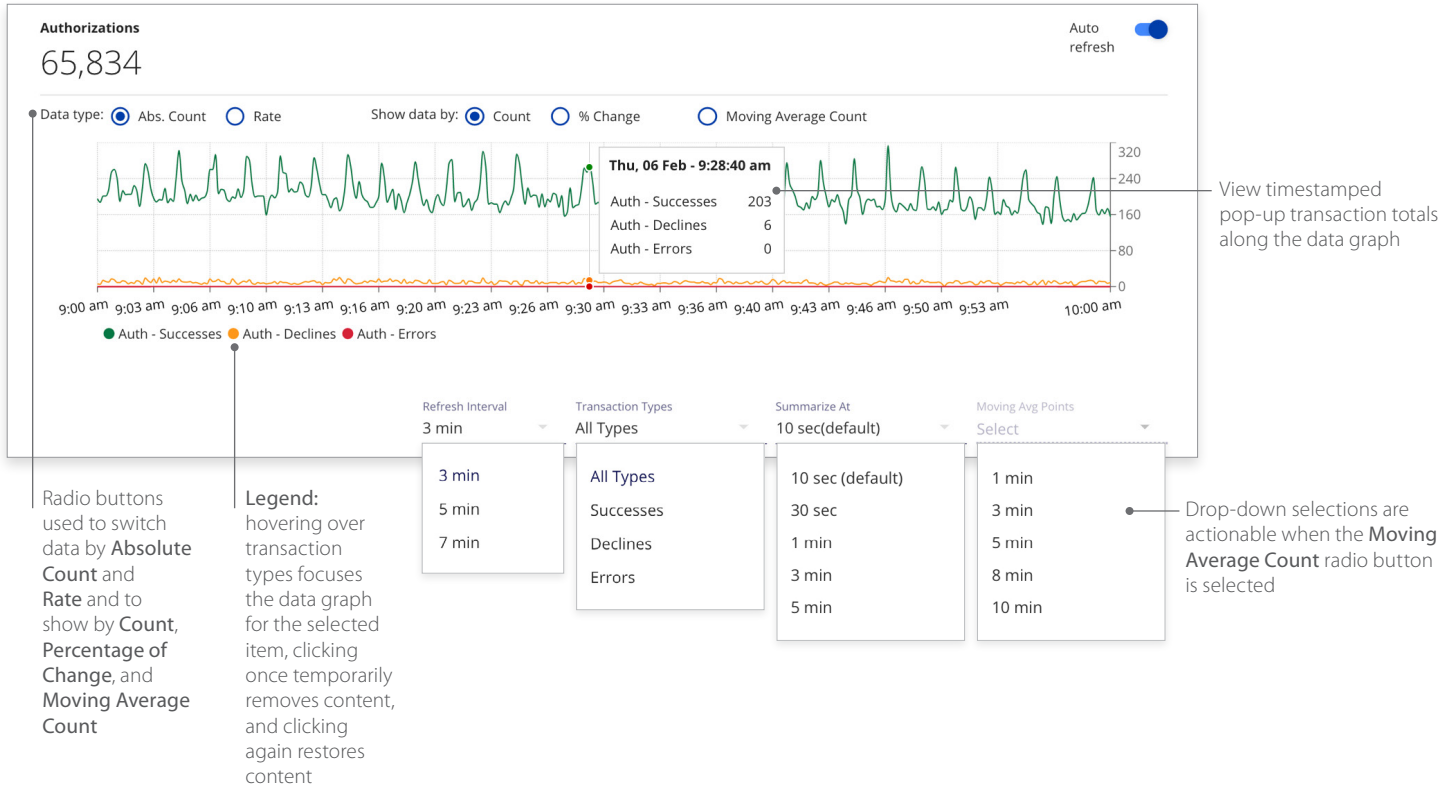 Authorizations
65,834
Auto
refresh
Data type: Abs. Count Rate Show data by: Count % Change Moving Average Count
Thu, 06 Feb - 9:28:40 am
Auth - Successes 203
Auth - Declines 6
Auth - Errors 0
320
240
160
80
0
9:00 am 9:03 am 9:06 am 9:10 am 9:13 am 9:16 am 9:20 am 9:23 am 9:26 am 9:30 am 9:33 am 9:36 am 9:40 am 9:43 am 9:46 am 9:50 am 9:53 am 10:00 am
Auth - Successes Auth - Declines Auth - Errors
View timestamped
pop-up transaction totals
along the data graph
Refresh Interval
3 min
3 min
5 min
7 min
Transaction Types
All Types
All Types
Successes
Declines
Errors
Summarize At
10 sec(default)
10 sec (default)
30 sec
1 min
3 min
5 min
Moving Avg Points
Select
1 min
3 min
5 min
8 min
10 min
Radio buttons
used to switch
data by Absolute
Count and
Rate and to
show by Count,
Percentage of
Change, and
Moving Average
Count
Legend:
hovering over
transaction
types focuses
the data graph
for the selected
item, clicking
once temporarily
removes content,
and clicking
again restores
content
Drop-down selections are
actionable when the Moving
Average Count radio button
is selected